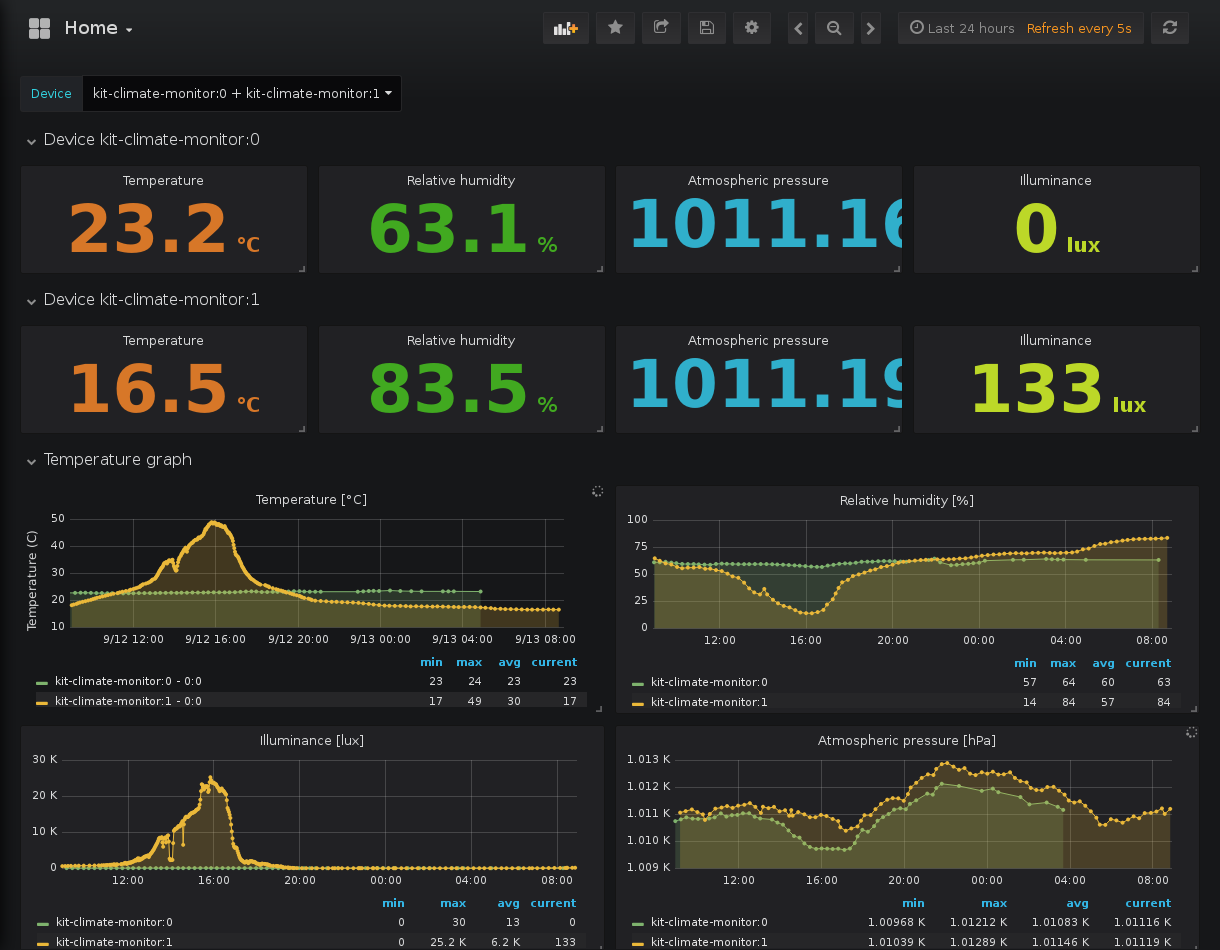 Home
Last 24 hours Refresh every 5s
Device kit-climate-monitor:0 + kit-climate-monitor:1
Device kit-climate-monitor:0
Temperature Relative humidity Atmospheric pressure Illuminance
23.2 °C 63.1 % 1011.16 0 lux
Device kit-climate-monitor:1
Temperature Relative humidity Atmospheric pressure Illuminance
16.5 °C 83.5 % 1011.19 133 lux
Temperature graph
Temperature [°C]
Temperature (C)
50
40
30
20
10
9/12 12:00 9/12 16:00 9/12 20:00 9/13 00:00 9/13 04:00 9/13 08:00
min max avg current
kit-climate-monitor:0 - 0:0 23 24 23 23
kit-climate-monitor:1 - 0:0 17 49 30 17
Relative humidity [%]
100
75
50
25
0
12:00 16:00 20:00 00:00 04:00 08:00
min max avg current
kit-climate-monitor:0 57 64 60 63
kit-climate-monitor:1 14 84 57 84
Illuminance [lux]
30 K
20 K
10 K
0
12:00 16:00 20:00 00:00 04:00 08:00
min max avg current
kit-climate-monitor:0 0 30 13 0
kit-climate-monitor:1 0 25.2 K 6.2 K 133
Atmospheric pressure [hPa]
1.013 K
1.012 K
1.011 K
1.010 K
1.009 K
12:00 16:00 20:00 00:00 04:00 08:00
min max avg current
kit-climate-monitor:0 1.00968 K 1.01212 K 1.01083 K 1.01116 K
kit-climate-monitor:1 1.01039 K 1.01289 K 1.01146 K 1.01119 K